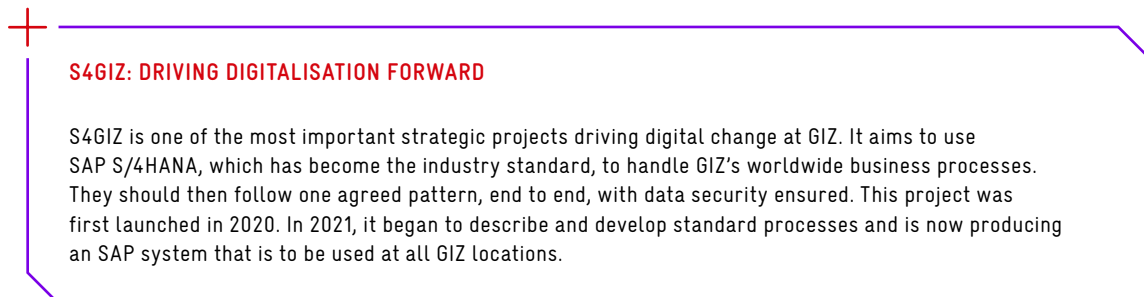 S4GIZ: DRIVING DIGITALISATION FORWARD
S4GIZ is one of the most important strategic projects driving digital change at GIZ. It aims to use
SAP S/4HANA, which has become the industry standard, to handle GIZ's worldwide business processes.
They should then follow one agreed pattern, end to end, with data security ensured. This project was
first launched in 2020. In 2021, it began to describe and develop standard processes and is now producing
an SAP system that is to be used at all GIZ locations.